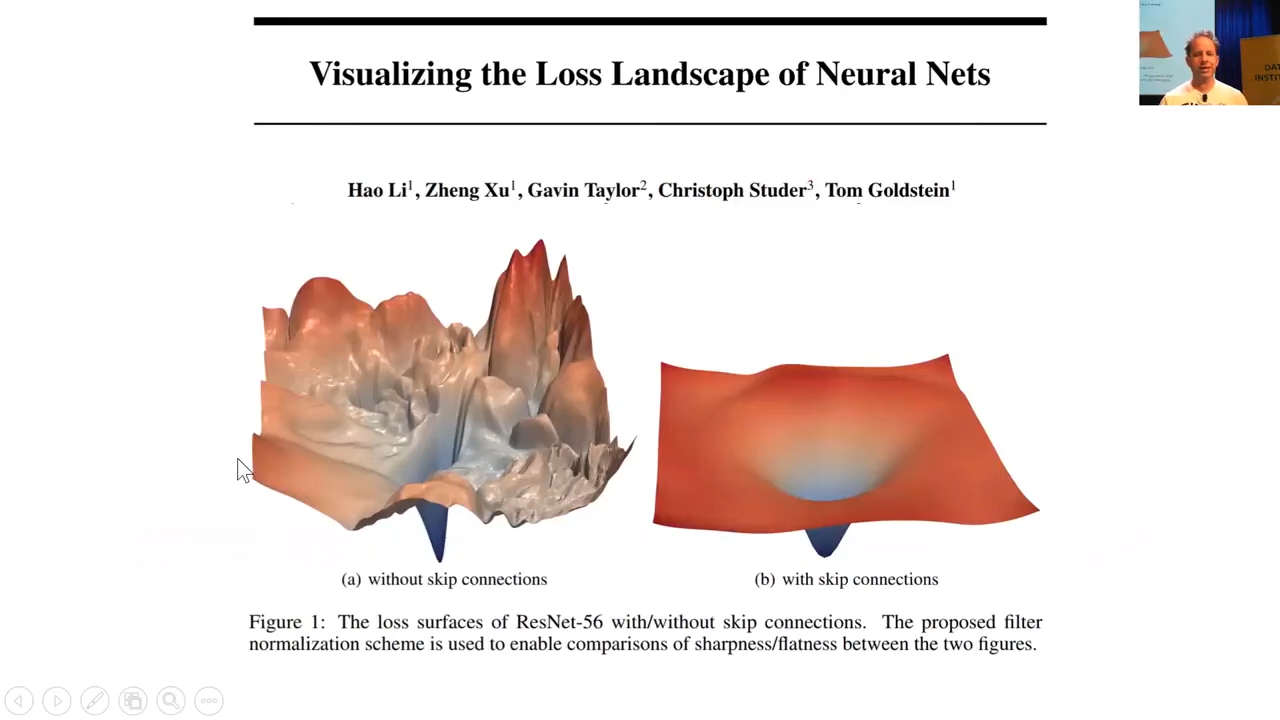 Visualizing the Loss Landscape of Neural Nets
Hao Li1, Zheng Xu1, Gavin Taylor2, Christoph Studer3, Tom Goldstein1
(a) without skip connections
(b) with skip connections
Figure 1: The loss surfaces of ResNet-56 with/without skip connections. The proposed filter
normalization scheme is used to enable comparisons of sharpness/flatness between the two figures.